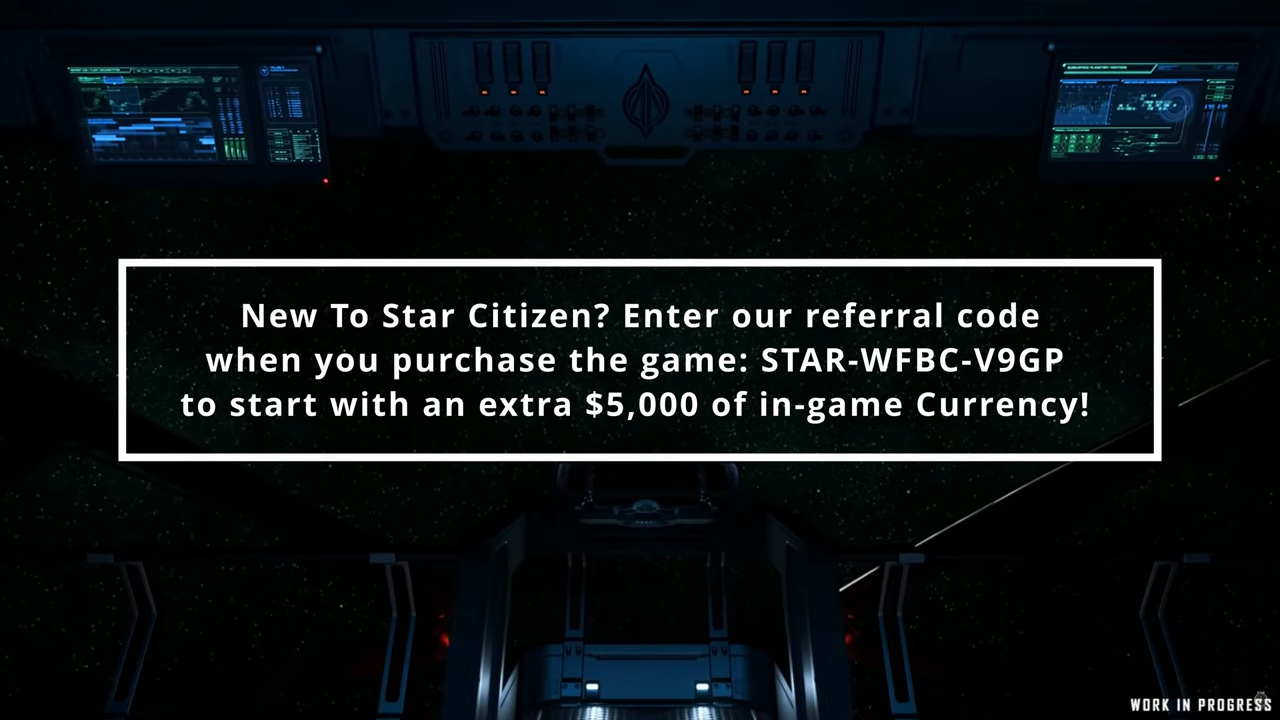 New To Star Citizen? Enter our referral code
when you purchase the game: STAR-WFBC-V9GP
to start with an extra $5,000 of in-game Currency!
WORK IN PROGRESS